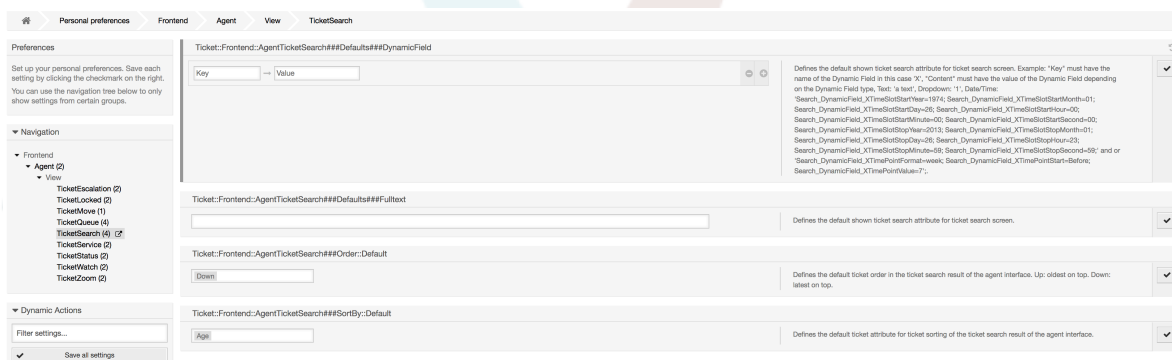 Personal preferences Frontend Agent View TicketSearch
Preferences
Set up your personal preferences. Save each
setting by clicking the checkmark on the right.
You can use the navigation tree below to only
show settings from certain groups.
Navigation
Frontend
Agent (2)
View
TicketEscalation (2)
TicketLocked (2)
TicketMove (1)
TicketQueue (4)
TicketSearch (4)
TicketService (2)
TicketStatus (2)
TicketWatch (2)
TicketZoom (2)
Dynamic Actions
Filter settings...
Save all settings
Ticket::Frontend::AgentTicketSearch###Defaults###DynamicField
Key → Value
Defines the default shown ticket search attribute for ticket search screen. Example: "Key" must have the
name of the Dynamic Field in this case 'X', "Content" must have the value of the Dynamic Field depending
on the Dynamic Field type, Text: 'a text', Dropdown: '1', Date/Time:
'Search_DynamicField_XTimeSlotStartYear=1974; Search_DynamicField_XTimeSlotStartMonth=01;
Search_DynamicField_XTimeSlotStartDay=26; Search_DynamicField_XTimeSlotStartHour=00;
Search_DynamicField_XTimeSlotStartMinute=00; Search_DynamicField_XTimeSlotStartSecond=00;
Search_DynamicField_XTimeSlotStopYear=2013; Search_DynamicField_XTimeSlotStopMonth=01;
Search_DynamicField_XTimeSlotStopDay=26; Search_DynamicField_XTimeSlotStopHour=23;
Search_DynamicField_XTimeSlotStopMinute=59; Search_DynamicField_XTimeSlotStopSecond=59;' and or
'Search_DynamicField_XTimePointFormat=week; Search_DynamicField_XTimePointStart=Before;
Search_DynamicField_XTimePointValue=7';.
Ticket::Frontend::AgentTicketSearch###Defaults###Fulltext
Defines the default shown ticket search attribute for ticket search screen.
Ticket::Frontend::AgentTicketSearch###Order::Default
Down
Defines the default ticket order in the ticket search result of the agent interface. Up: oldest on top. Down:
latest on top.
Ticket::Frontend::AgentTicketSearch###SortBy::Default
Age
Defines the default ticket attribute for ticket sorting of the ticket search result of the agent interface.